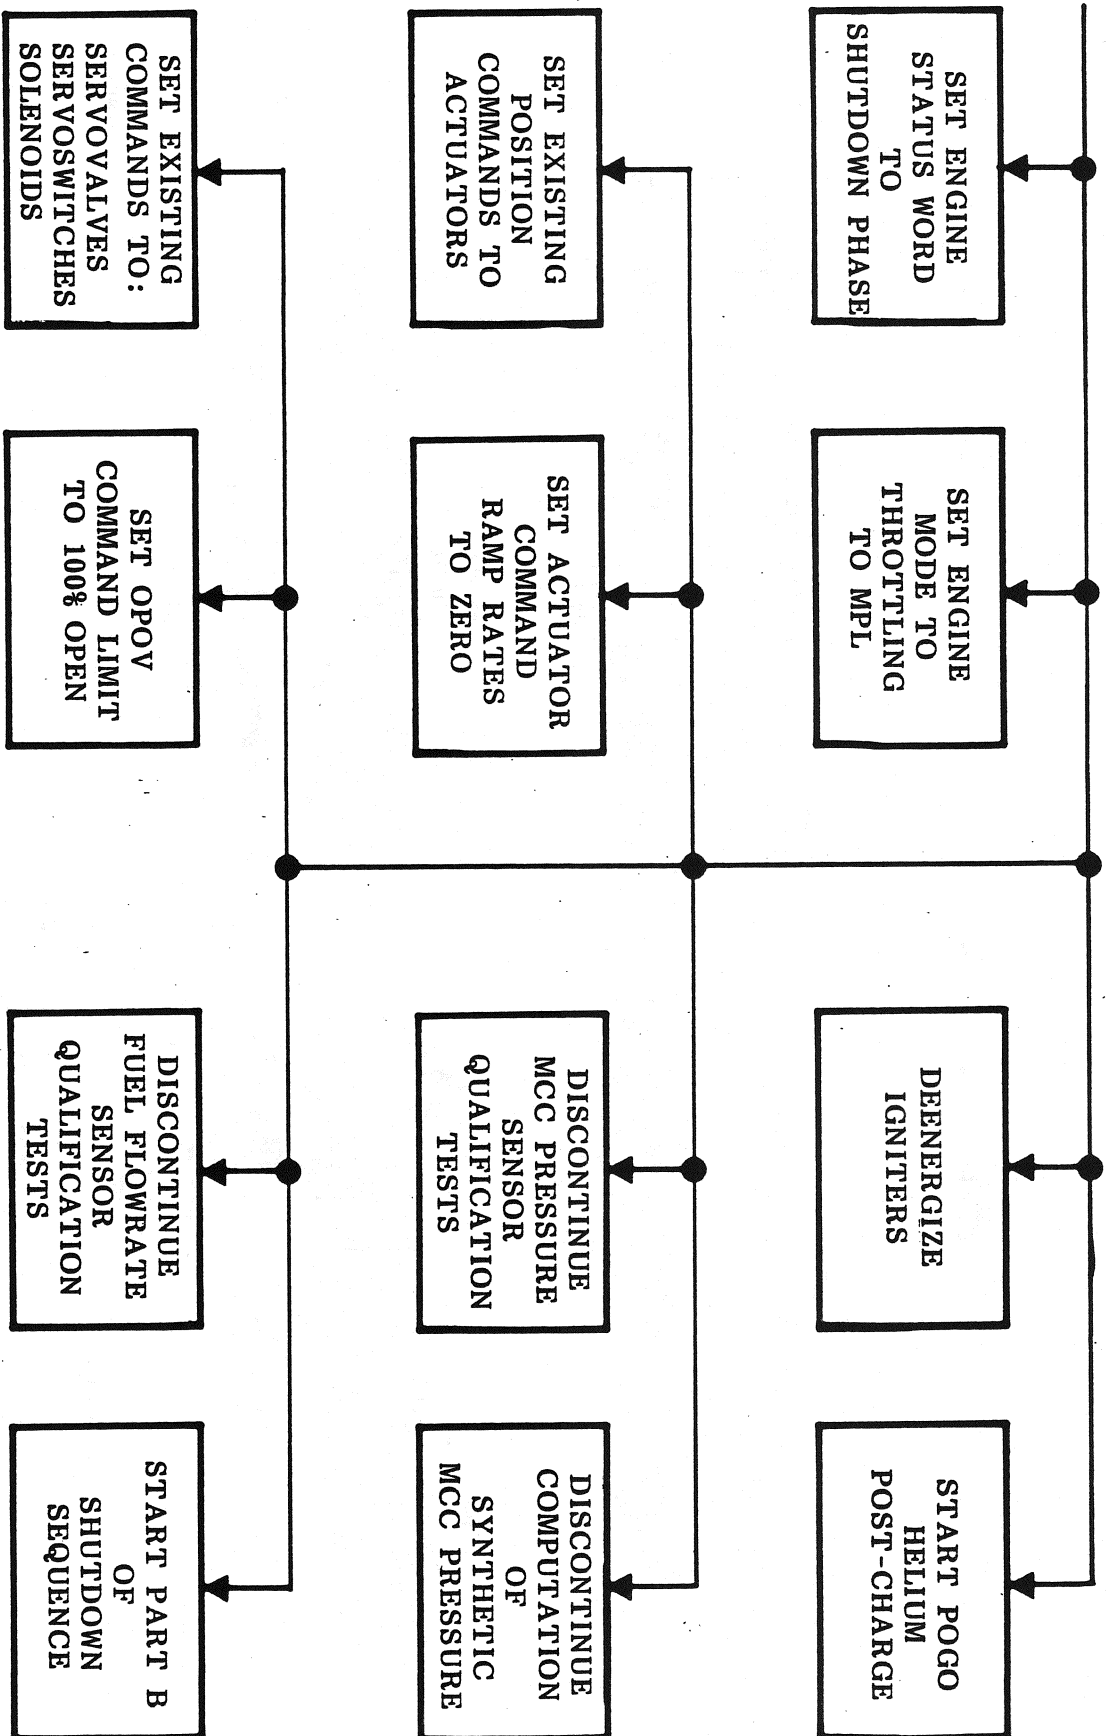 SET ENGINE
STATUS WORD
TO
SHUTDOWN PHASE
SET ENGINE
MODE TO
THROTTLING
TO MPL
DEENERGIZE
IGNITERS
START POGO
HELIUM
POST-CHARGE
SET EXISTING
POSITION
COMMANDS TO
ACTUATORS
SET ACTUATOR
COMMAND
RAMP RATES
TO ZERO
DISCONTINUE
MCC PRESSURE
SENSOR
QUALIFICATION
TESTS
DISCONTINUE
COMPUTATION
OF
SYNTHETIC
MCC PRESSURE
SET EXISTING
COMMANDS TO:
SERVOVALVES
SERVOSWITCHES
SOLENOIDS
SET OPOV
COMMAND LIMIT
TO 100% OPEN
DISCONTINUE
FUEL FLOWRATE
SENSOR
QUALIFICATION
TESTS
START PART B
OF
SHUTDOWN
SEQUENCE